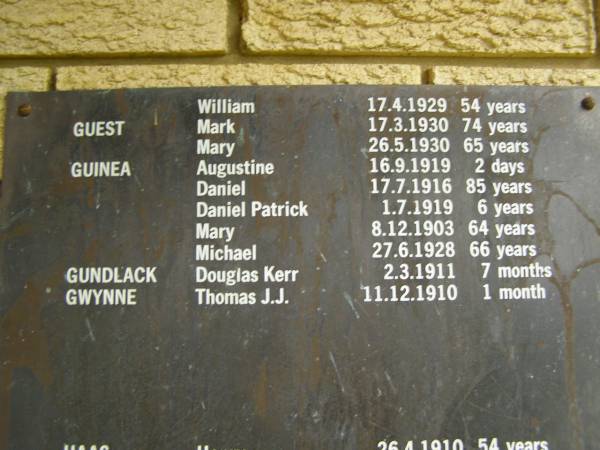 William 17.4.1929 54 years
GUEST Mark 17.3.1930 74 years
Mary 26.5.1930 65 years
GUINEA Augustine 16.9.1919 2 days
Daniel 17.7.1916 85 years
Daniel Patrick 1.7.1919 6 years
Mary 8.12.1903 64 years
Michael 27.6.1928 66 years
GUNDLACK Douglas Kerr 2.3.1911 7 months
GWYNNE Thomas J.J. 11.12.1910 1 month
HAAG 26.4.1910 54 years